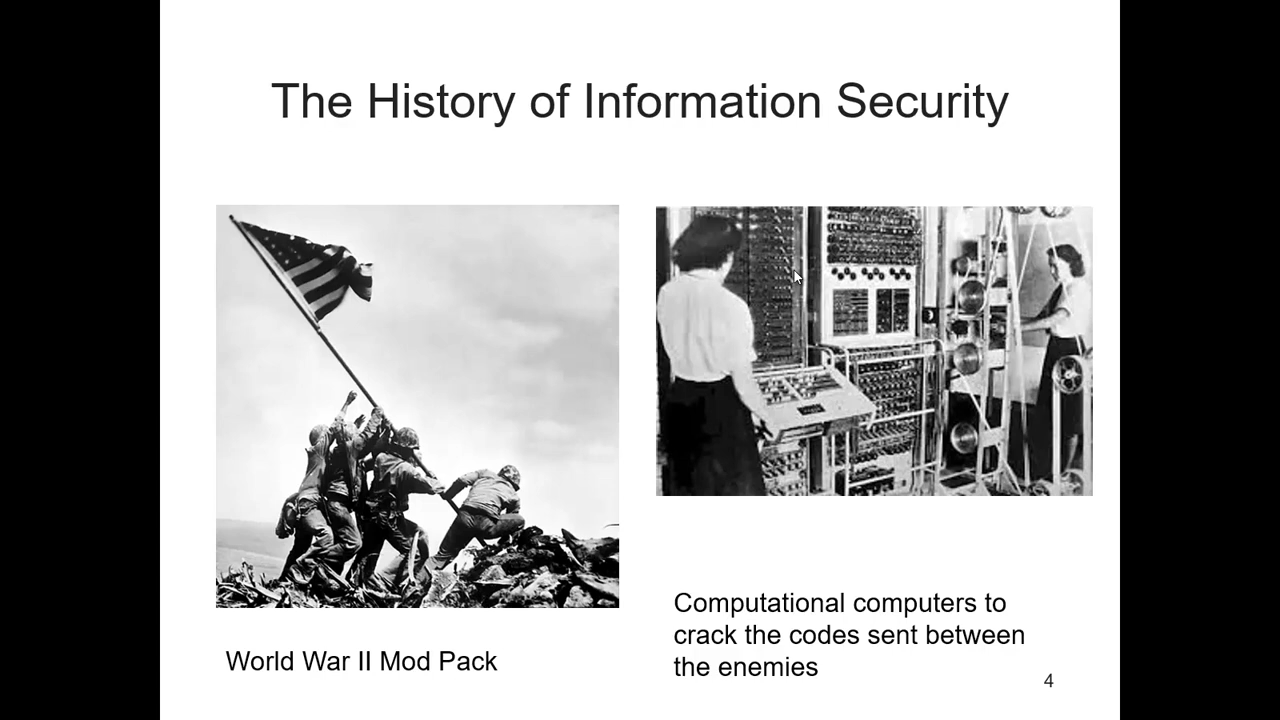 The History of Information Security
World War II Mod Pack
Computational computers to
crack the codes sent between
the enemies
4